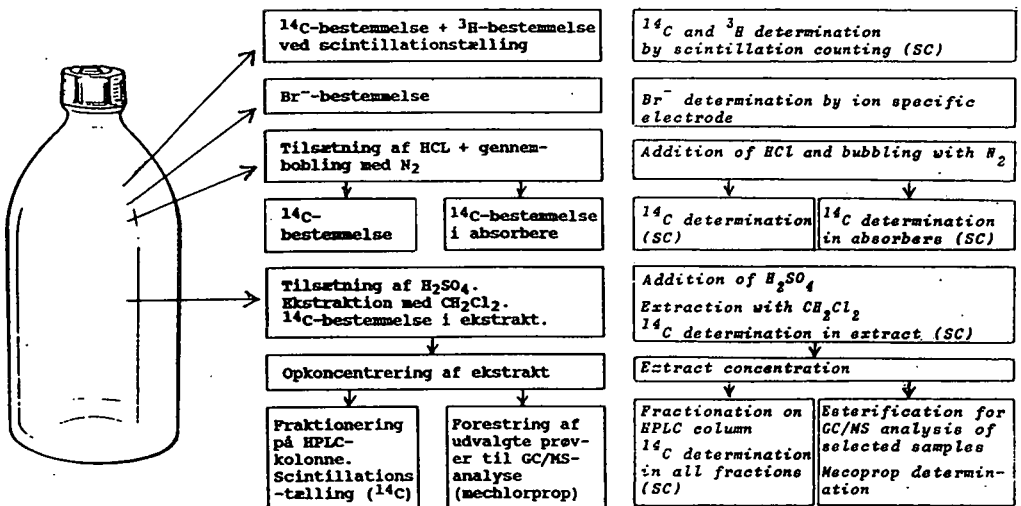 ¹⁴C-bestemmelse + ³H-bestemmelse
ved scintillationstælling
Br⁻-bestemmelse
Tilsætning af HCL + gennem-
bobling med N₂
¹⁴C-
bestemmelse
¹⁴C-bestemmelse
i absorbere
Tilsætning af H₂SO₄.
Ekstraktion med CH₂Cl₂.
¹⁴C-bestemmelse i ekstrakt.
Opkoncentrering af ekstrakt
Fraktionering
på HPLC-
kolonne.
Scintillations
-tælling (¹⁴C)
Forestring af
udvalgte prøv-
er til GC/MS-
analyse
(mechlorprop)
¹⁴C and ³H determination
by scintillation counting (SC)
Br⁻ determination by ion specific
electrode
Addition of HCl and bubbling with N₂
¹⁴C determination
(SC)
¹⁴C determination
in absorbers (SC)
Addition of H₂SO₄
Extraction with CH₂Cl₂
¹⁴C determination in extract (SC)
Extract concentration
Fractionation on
HPLC column
¹⁴C determination
in all fractions
(SC)
Esterification for
GC/MS analysis of
selected samples
Mecoprop determin-
ation